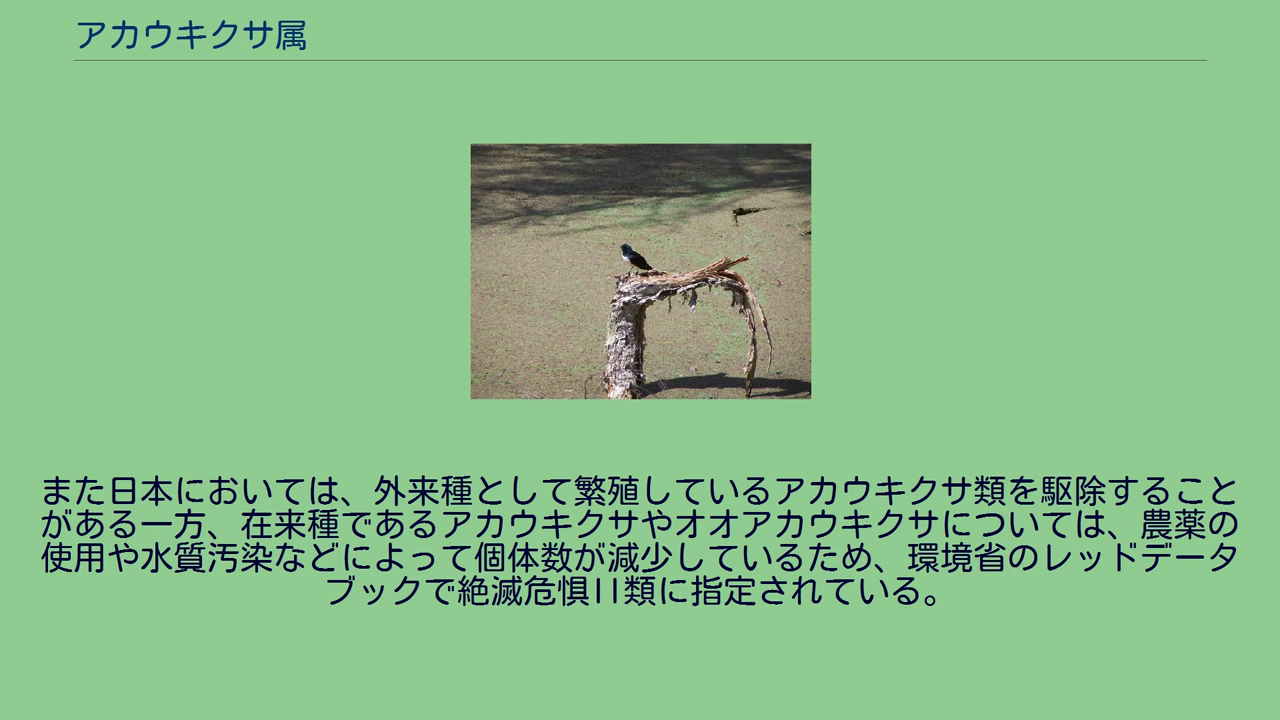 アカウキクサ属
また日本においては、外来種として繁殖しているアカウキクサ類を駆除すること
がある一方、在来種であるアカウキクサやオオアカウキクサについては、農薬の
使用や水質汚染などによって個体数が減少しているため、環境省のレッドデータ
ブックで絶滅危惧II類に指定されている。